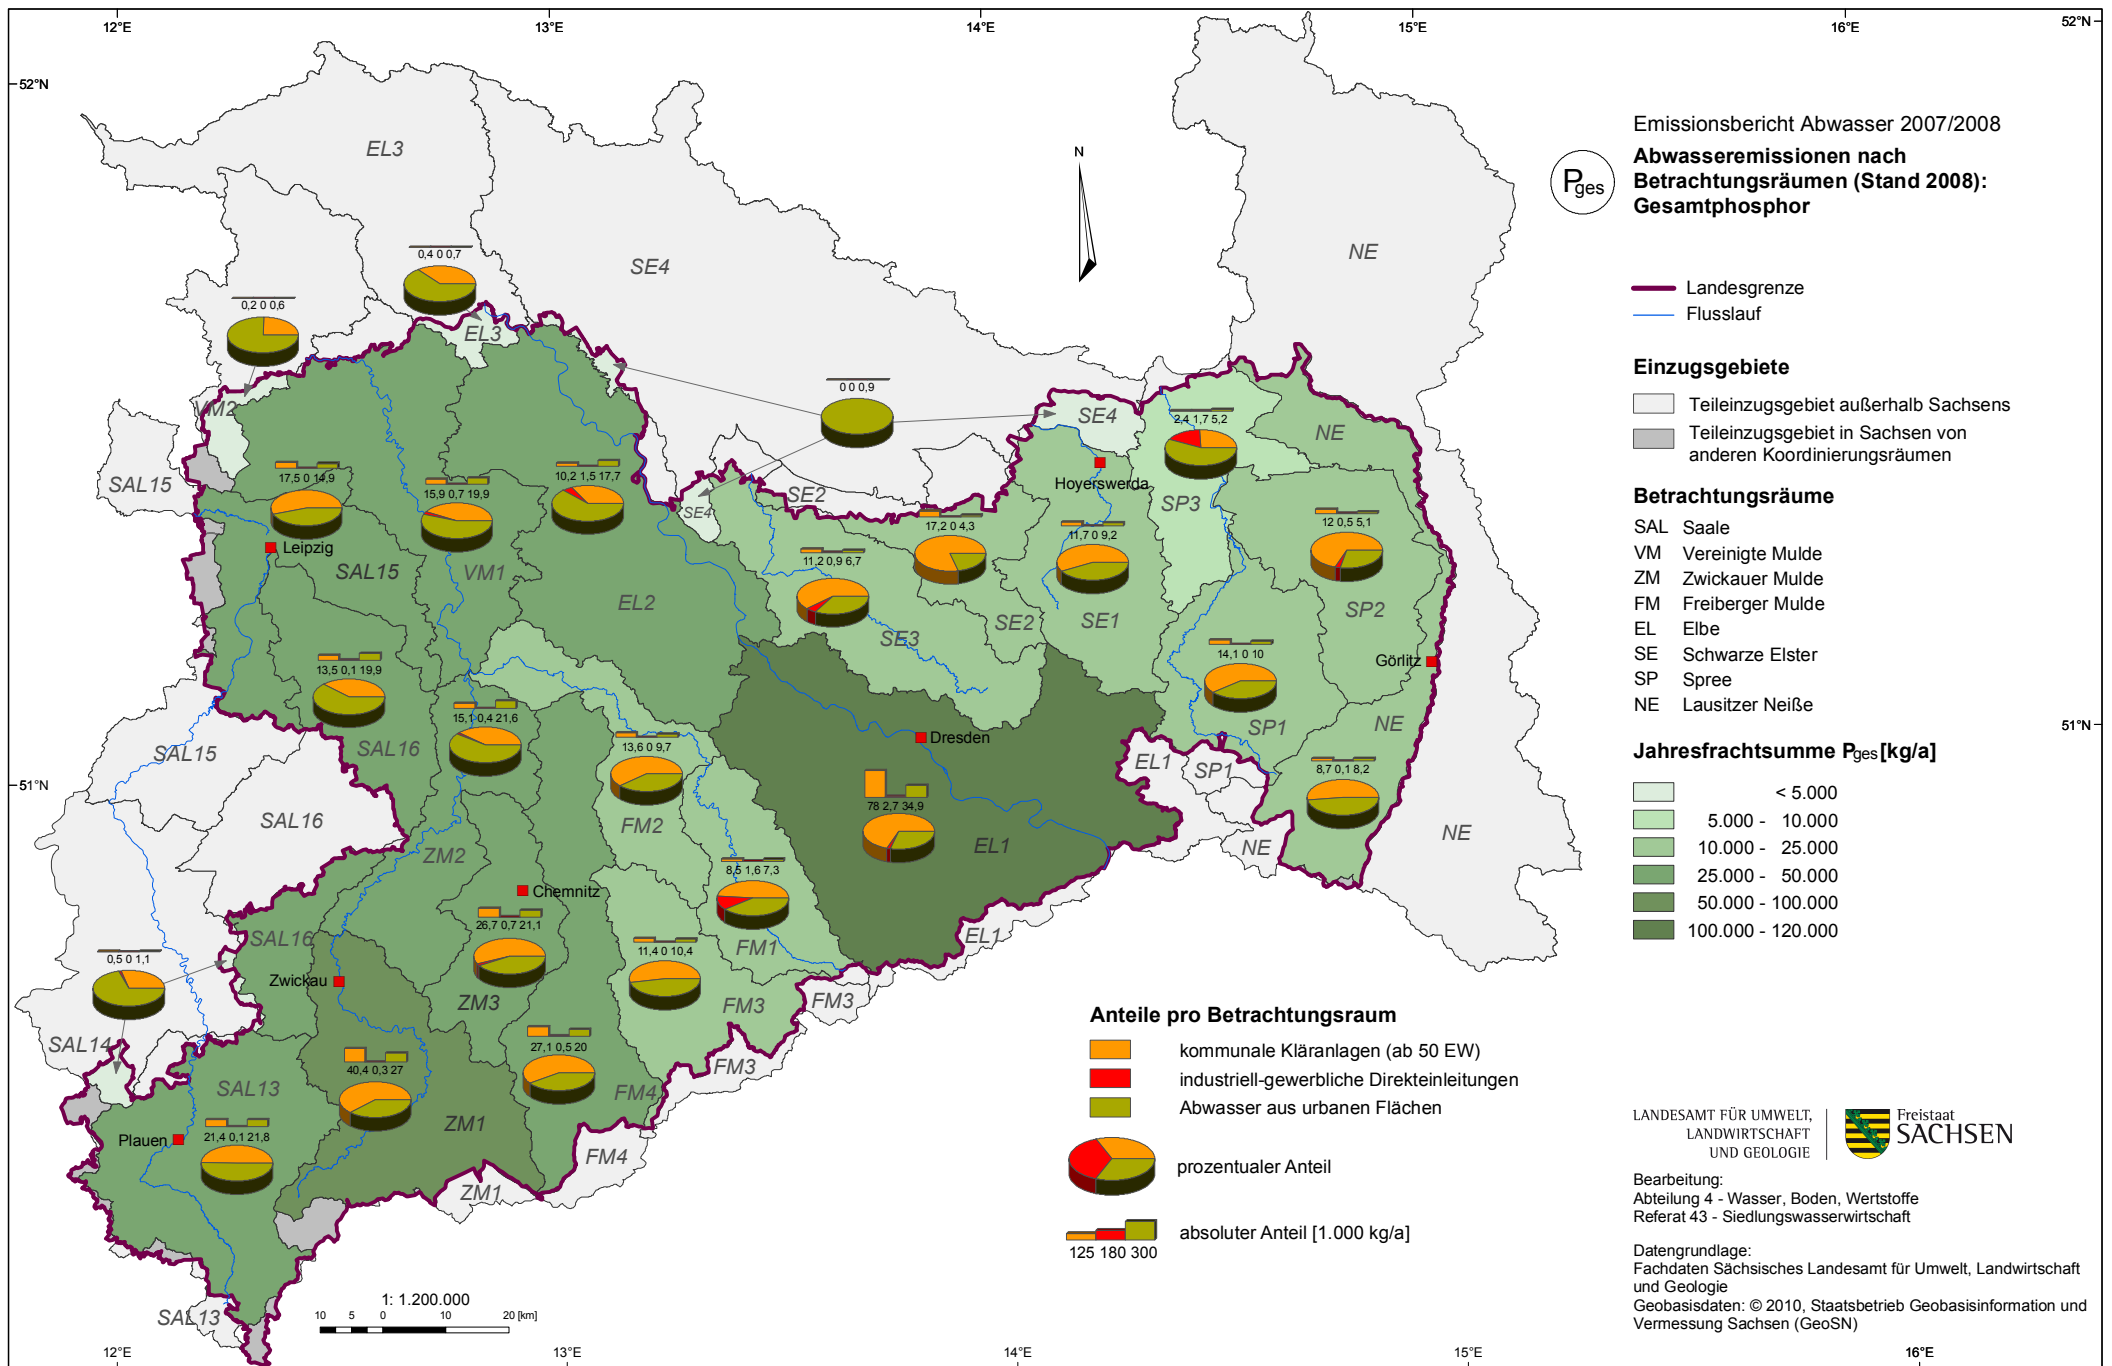 12°E
13°E
14°E
15°E
16°E
52°N
52°N
Emissionsbericht Abwasser 2007/2008
Pges
Abwasseremissionen nach
Betrachtungsräumen (Stand 2008):
Gesamtphosphor
Landesgrenze
Flusslauf
Einzugsgebiete
Teileinzugsgebiet außerhalb Sachsens
Teileinzugsgebiet in Sachsen von
anderen Koordinierungsräumen
Betrachtungsräume
SAL Saale
VM Vereinigte Mulde
ZM Zwickauer Mulde
FM Freiberger Mulde
EL Elbe
SE Schwarze Elster
SP Spree
NE Lausitzer Neiße
51°N
Jahresfrachtsumme Pges[kg/a]
< 5.000
5.000 - 10.000
10.000 - 25.000
25.000 - 50.000
50.000 - 100.000
100.000 - 120.000
N
EL3
SE4
NE
0,4 0 0,7
0,2 0 0,6
EL3
VM2
0 0 0,9
SE4
2,4 1,7 5,2
NE
SAL15
17,5 0 14,9
15,9 0,7 19,9
10,2 1,5 17,7
SE2
Hoyerswerda
SE4
SP3
17,2 0 4,3
11,7 0 9,2
12 0,5 5,1
Leipzig
SAL15
VM1
11,2 0,9 6,7
EL2
SE3
SE2
SE1
SP2
14,1 0 10
Görlitz
13,5 0,1 19,9
15,1 0,4 21,6
SAL16
SAL15
13,6 0 9,7
Dresden
SP1
NE
EL1
SP1
8,7 0,1 8,2
51°N
78 2,7 34,9
SAL16
FM2
EL1
ZM2
NE
NE
8,5 1,6 7,3
Chemnitz
26,7 0,7 21,1
SAL16
FM1
EL1
11,4 0 10,4
0,5 0 1,1
Zwickau
ZM3
FM3
FM3
SAL14
27,1 0,5 20
FM3
40,4 0,3 27
SAL13
FM4
ZM1
21,4 0,1 21,8
Plauen
FM4
ZM1
SAL13
Anteile pro Betrachtungsraum
kommunale Kläranlagen (ab 50 EW)
industriell-gewerbliche Direkteinleitungen
Abwasser aus urbanen Flächen
prozentualer Anteil
absoluter Anteil [1.000 kg/a]
125 180 300
1: 1.200.000
10 5 0 10 20 [km]
LANDESAMT FÜR UMWELT,
LANDWIRTSCHAFT
UND GEOLOGIE
Freistaat
SACHSEN
Bearbeitung:
Abteilung 4 - Wasser, Boden, Wertstoffe
Referat 43 - Siedlungswasserwirtschaft
Datengrundlage:
Fachdaten Sächsisches Landesamt für Umwelt, Landwirtschaft
und Geologie
Geobasisdaten: © 2010, Staatsbetrieb Geobasisinformation und
Vermessung Sachsen (GeoSN)
12°E
13°E
14°E
15°E
16°E